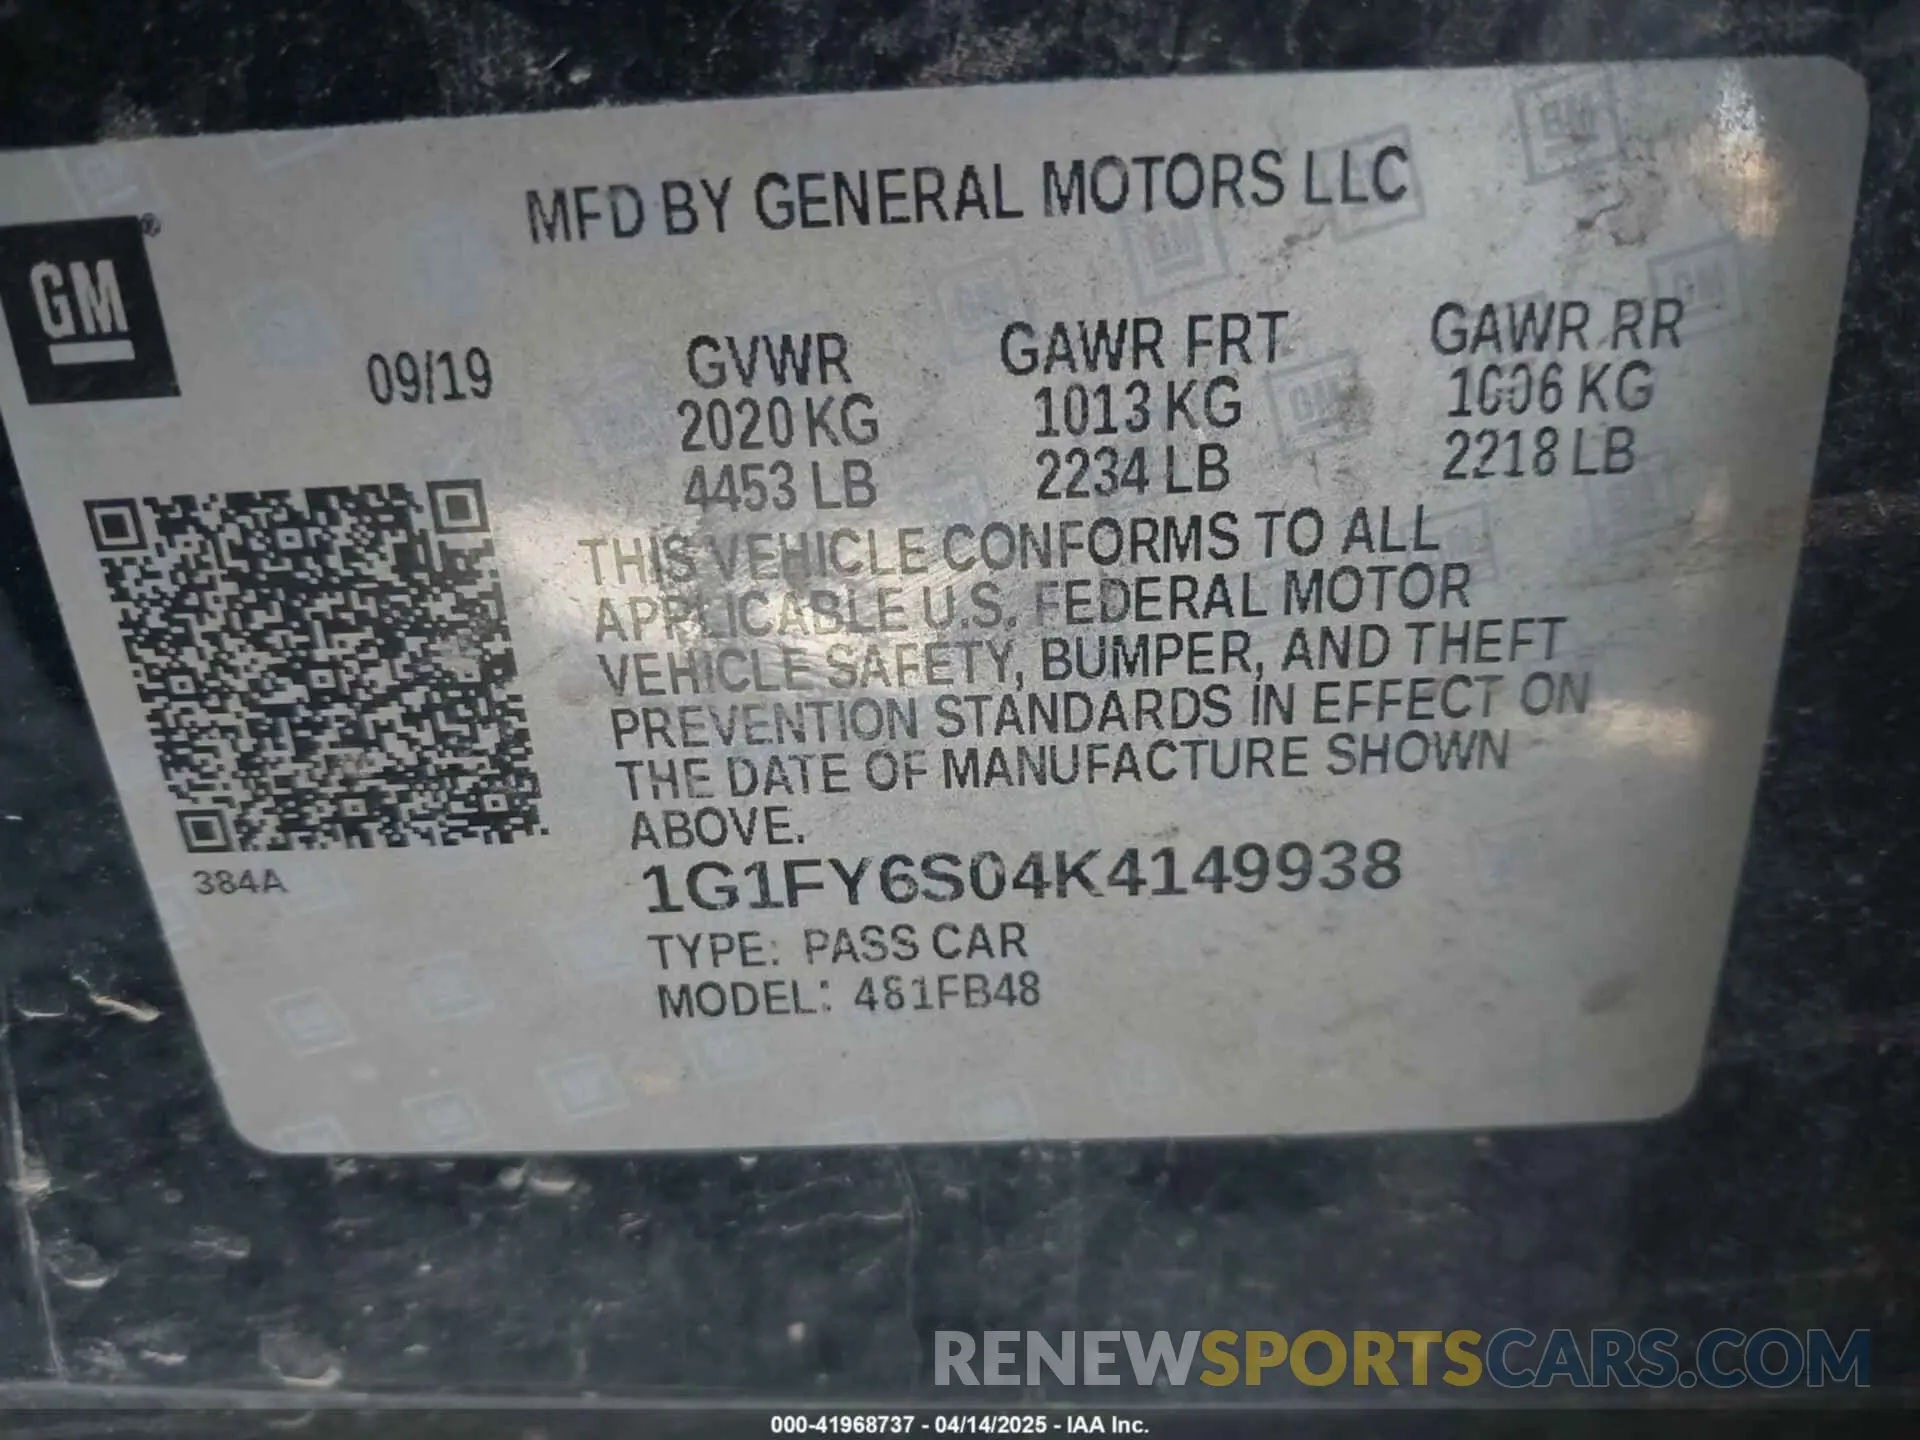 MFD BY GENERAL MOTORS LLC
GM ®
09/19
GVWR GAWR FRT GAWR RR
2020 KG 1013 KG 1006 KG
4453 LB 2234 LB 2218 LB
THIS VEHICLE CONFORMS TO ALL
APPLICABLE U.S. FEDERAL MOTOR
VEHICLE SAFETY, BUMPER, AND THEFT
PREVENTION STANDARDS IN EFFECT ON
THE DATE OF MANUFACTURE SHOWN
ABOVE.
384A
1G1FY6S04K4149938
TYPE: PASS CAR
MODEL: 481FB48
RENEWSPORTSCARS.COM
000-41968737 - 04/14/2025 - IAA Inc.